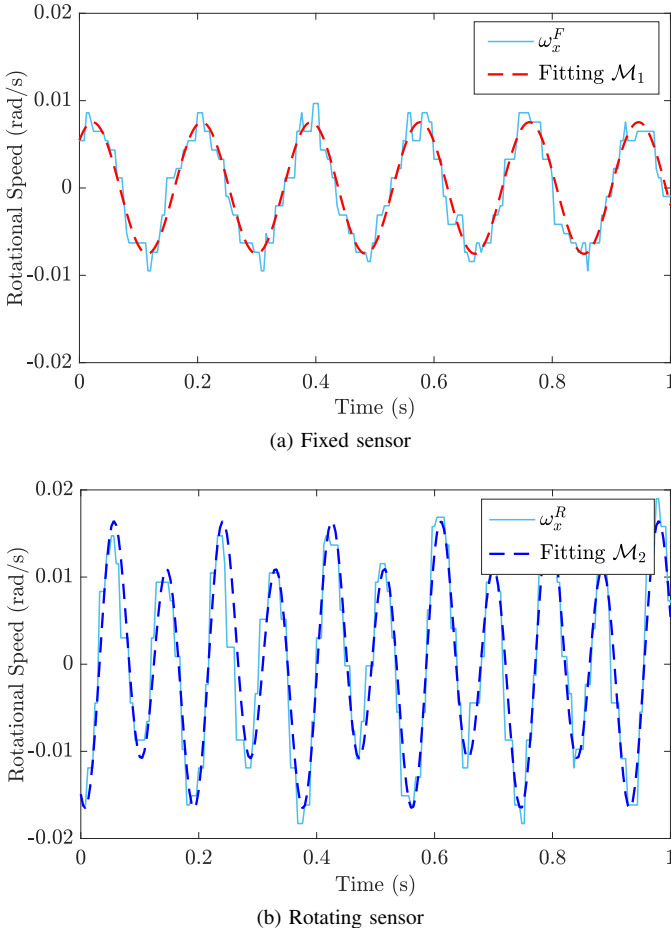 0.02
0.01
0
-0.01
-0.02
Rotational Speed (rad/s)
ω_x^F
Fitting ℳ₁
0 0.2 0.4 0.6 0.8 1
Time (s)
(a) Fixed sensor
0.02
0.01
0
-0.01
-0.02
Rotational Speed (rad/s)
ω_x^R
Fitting ℳ₂
0 0.2 0.4 0.6 0.8 1
Time (s)
(b) Rotating sensor